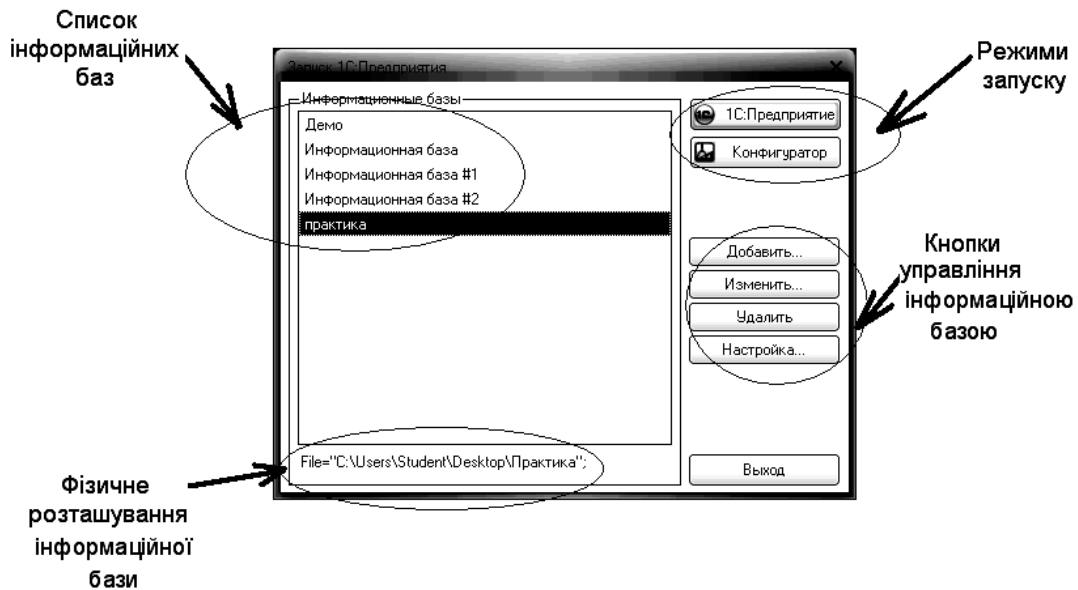 Список
інформаційних
баз
Режими
запуску
Запуск 1С:Предприятия
Информационные базы
Демо
Информационная база
Информационная база #1
Информационная база #2
практика
1С:Предприятие
Конфигуратор
Добавить...
Изменить...
Удалить
Настройка...
Кнопки
управління
інформаційною
базою
File="C:\Users\Student\Desktop\Практика";
Выход
Фізичне
розташування
інформаційної
бази